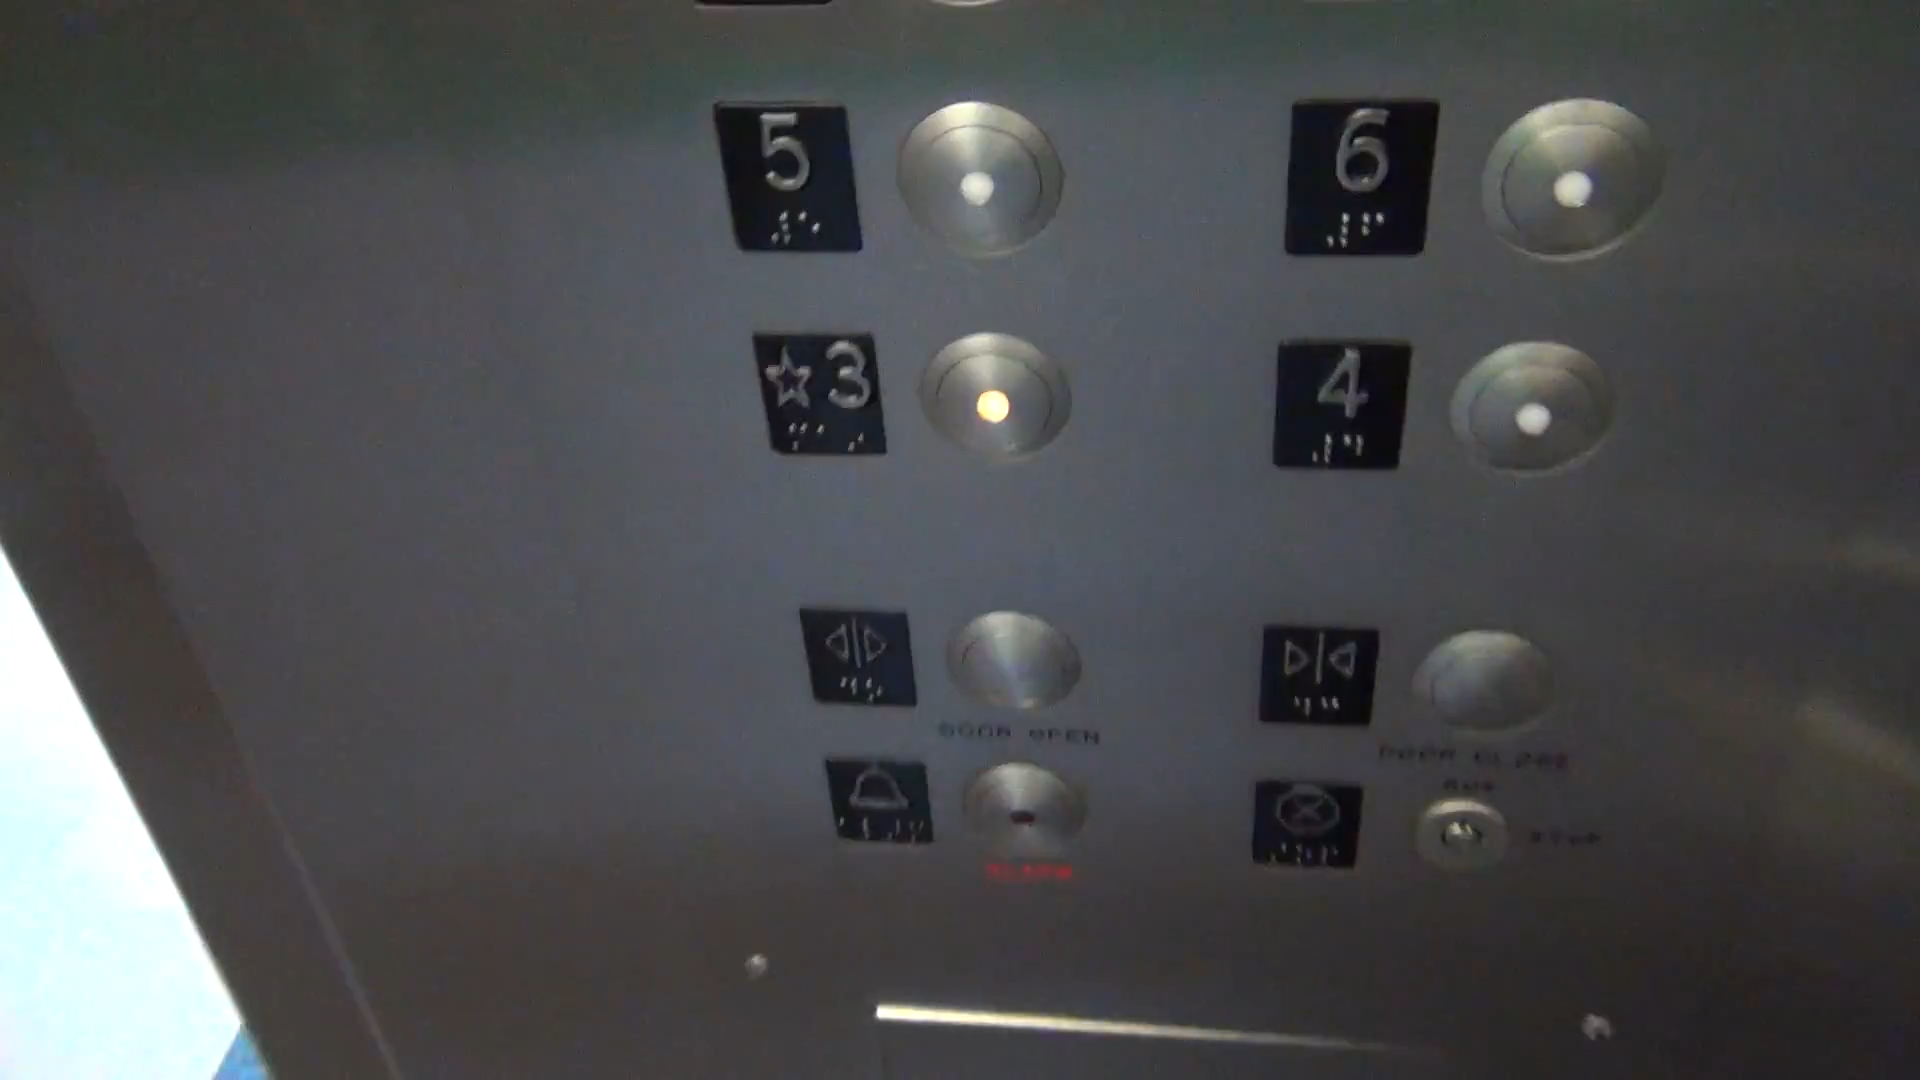 5
6
☆3
4
DOOR OPEN
DOOR CLOSE
RUN
STOP
ALARM